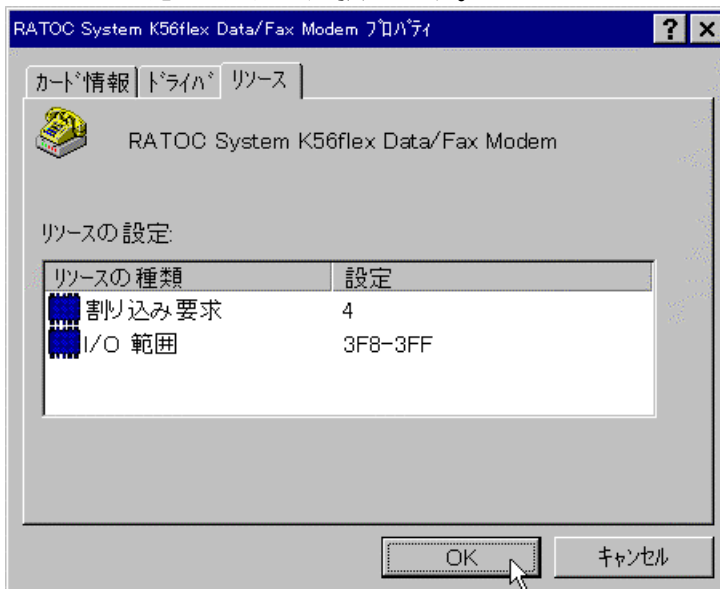 RATOC System K56flex Data/Fax Modem ﾌﾟﾛﾊﾟﾃｨ
ｶｰﾄﾞ情報 ﾄﾞﾗｲﾊﾞ ﾘｿｰｽ
RATOC System K56flex Data/Fax Modem
ﾘｿｰｽの設定:
ﾘｿｰｽの種類 設定
割り込み要求 4
I/O 範囲 3F8-3FF
OK ｷｬﾝｾﾙ